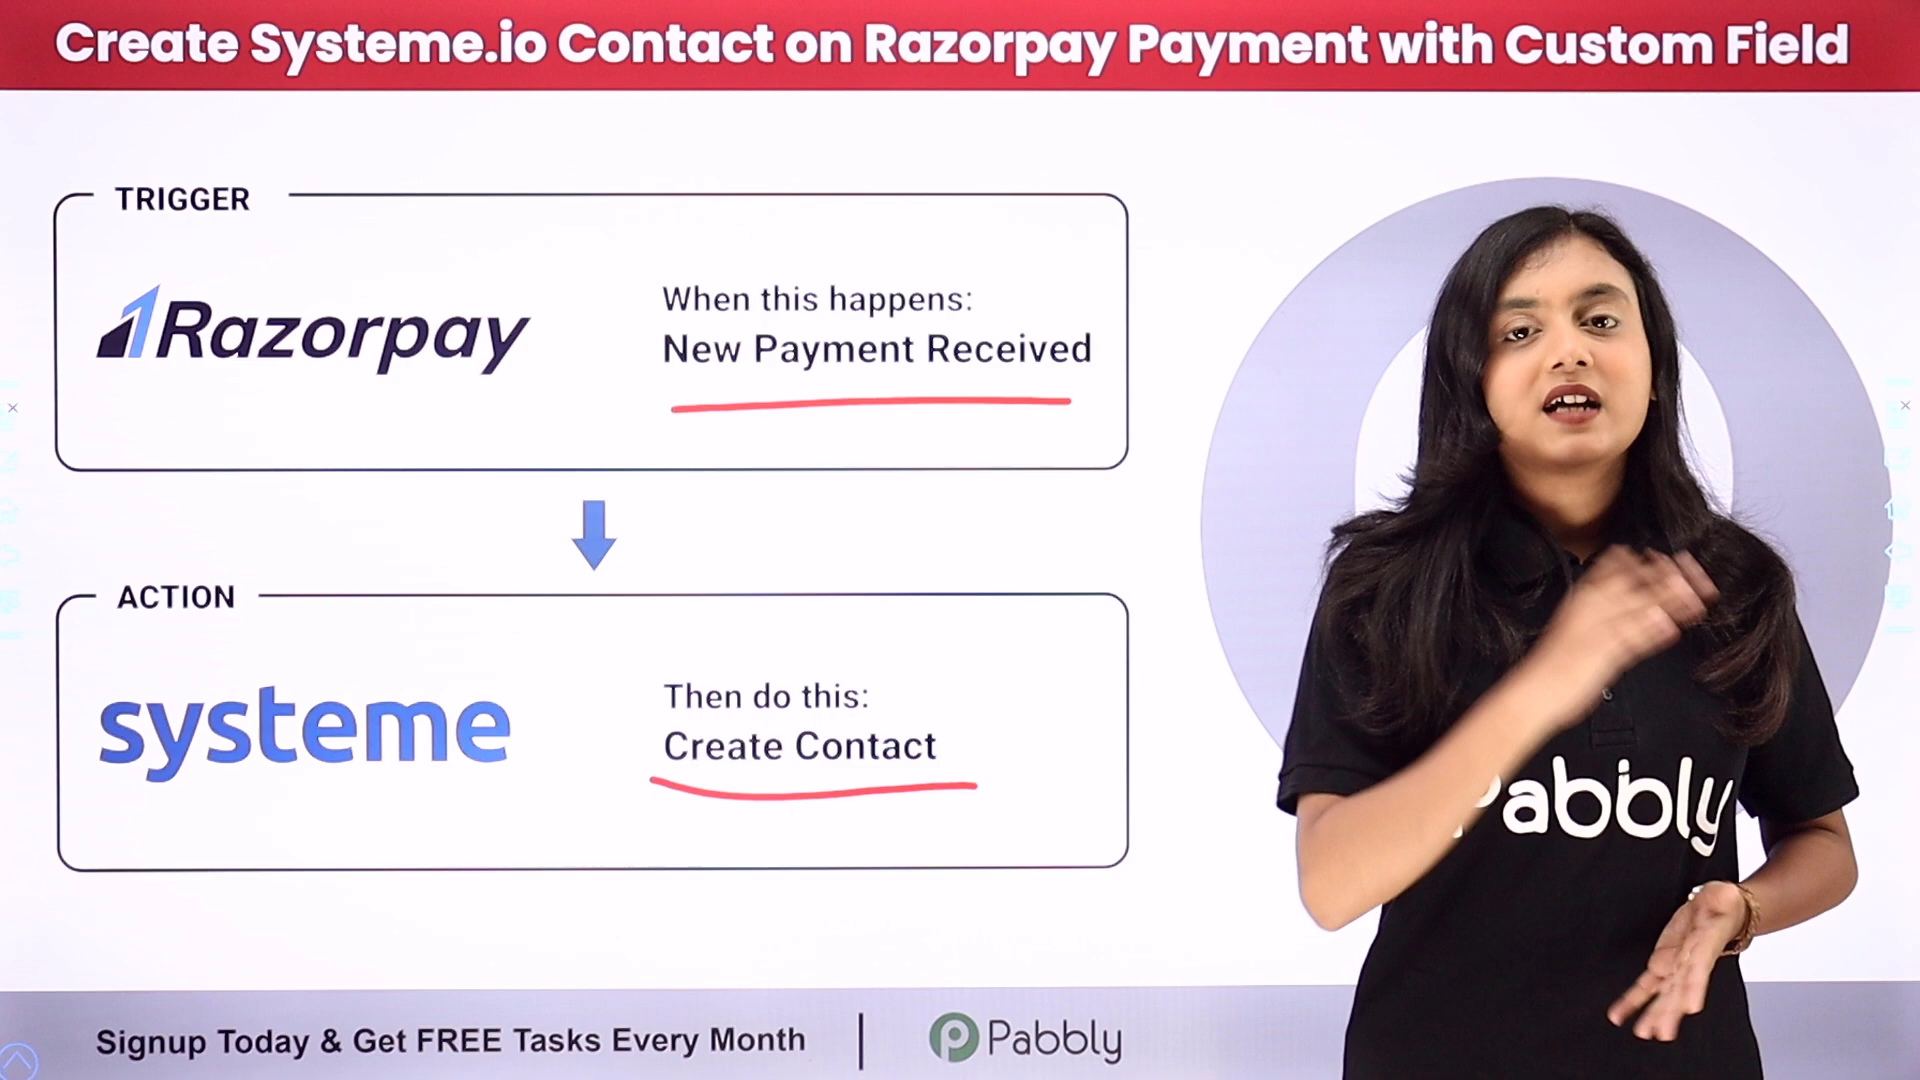 Create Systeme.io Contact on Razorpay Payment with Custom Field
TRIGGER
Razorpay
When this happens:
New Payment Received
ACTION
systeme
Then do this:
Create Contact
Pabbly
Signup Today & Get FREE Tasks Every Month
Pabbly